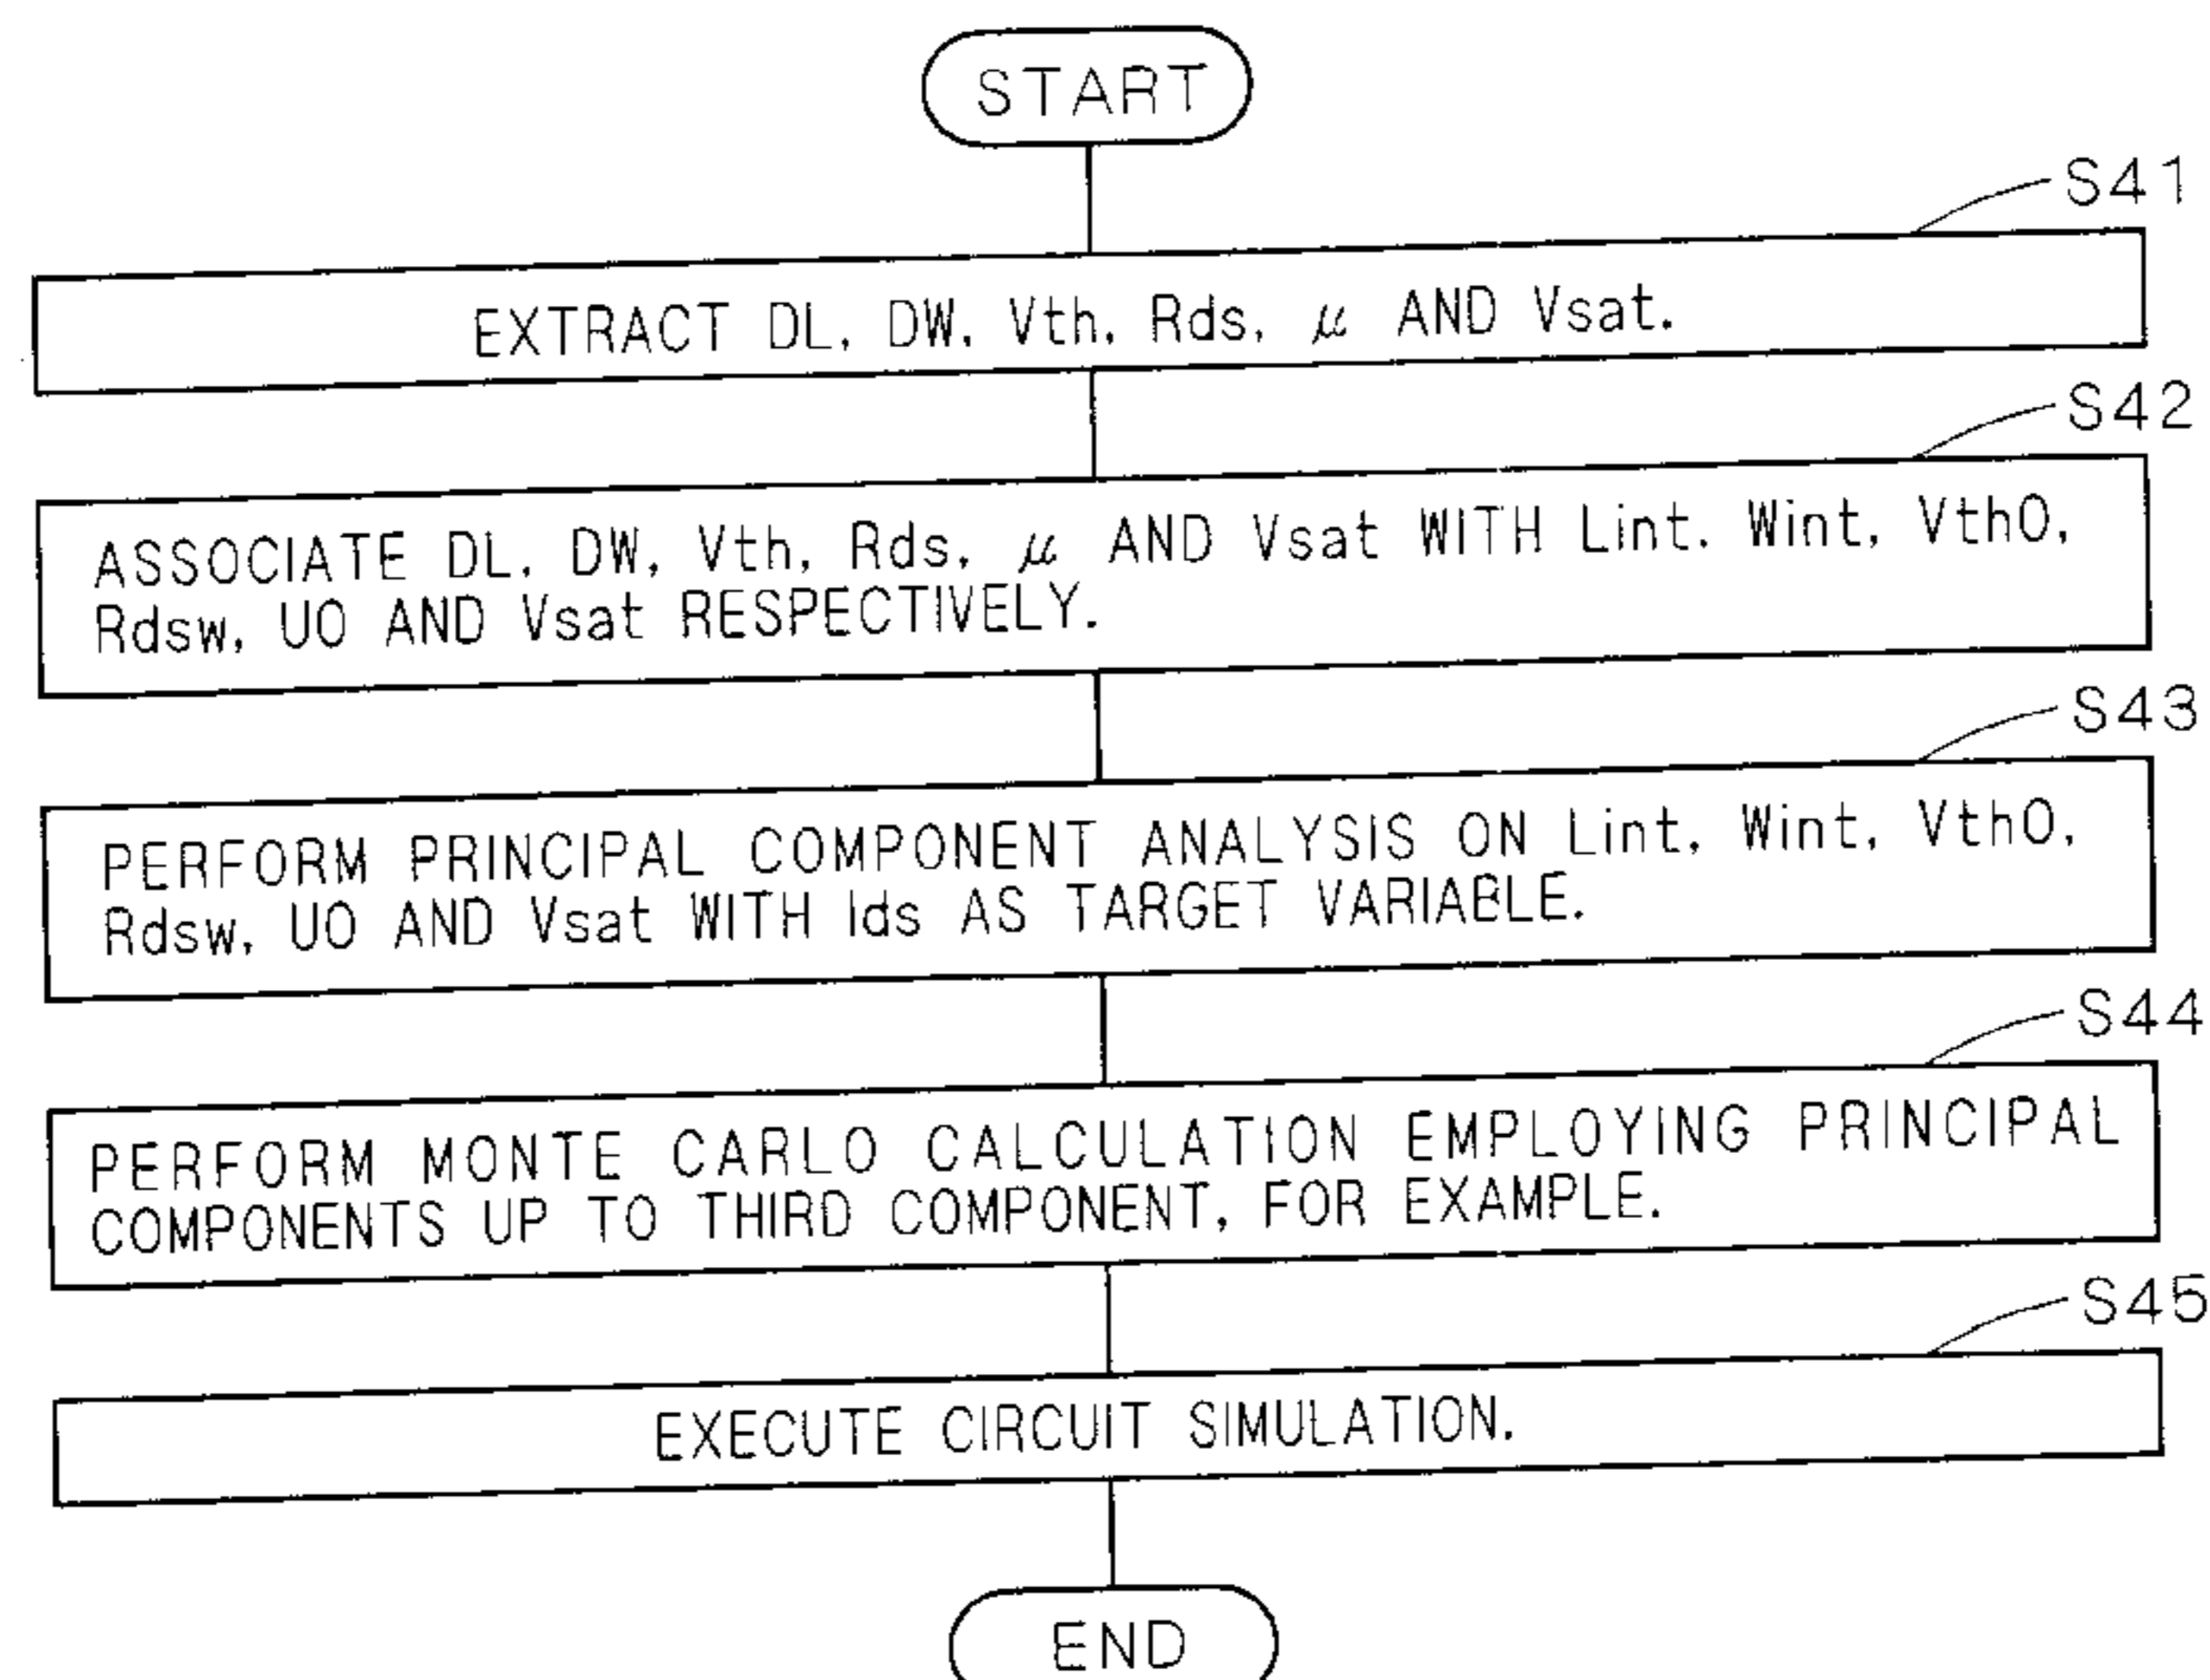 START
S41
EXTRACT DL, DW, Vth, Rds, μ AND Vsat.
S42
ASSOCIATE DL, DW, Vth, Rds, μ AND Vsat WITH Lint, Wint, Vth0,
Rdsw, U0 AND Vsat RESPECTIVELY.
S43
PERFORM PRINCIPAL COMPONENT ANALYSIS ON Lint, Wint, Vth0,
Rdsw, U0 AND Vsat WITH Ids AS TARGET VARIABLE.
S44
PERFORM MONTE CARLO CALCULATION EMPLOYING PRINCIPAL
COMPONENTS UP TO THIRD COMPONENT, FOR EXAMPLE.
S45
EXECUTE CIRCUIT SIMULATION.
END